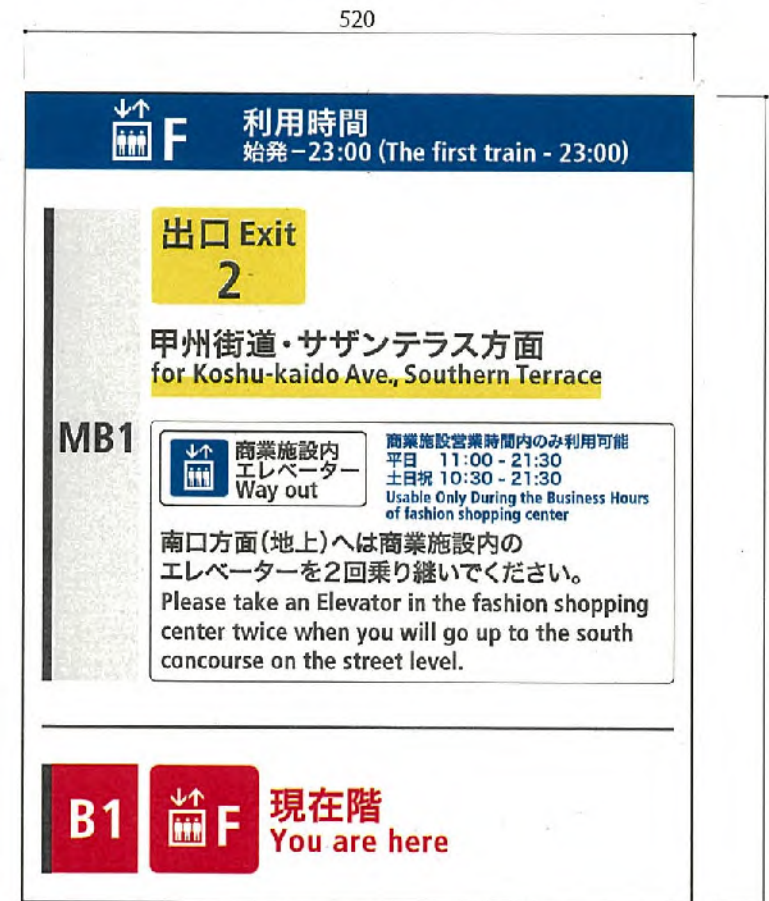 520
F 利用時間
始発-23:00 (The first train - 23:00)
出口 Exit
2
甲州街道・サザンテラス方面
for Koshu-kaido Ave., Southern Terrace
MB1
商業施設内
エレベーター
Way out
商業施設営業時間内のみ利用可能
平日 11:00 - 21:30
土日祝 10:30 - 21:30
Usable Only During the Business Hours
of fashion shopping center
南口方面(地上)へは商業施設内の
エレベーターを2回乗り継いでください。
Please take an Elevator in the fashion shopping
center twice when you will go up to the south
concourse on the street level.
B1 F 現在階
You are here